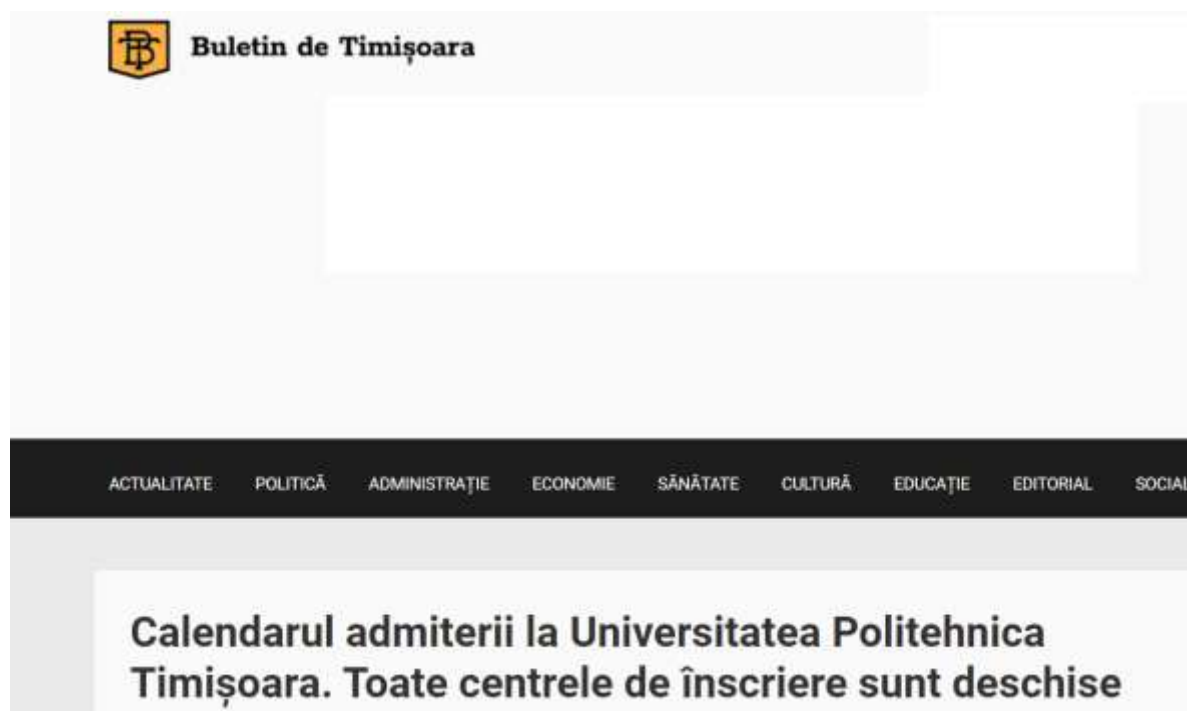 Buletin de Timișoara
ACTUALITATE POLITICĂ ADMINISTRAȚIE ECONOMIE SĂNĂTATE CULTURĂ EDUCAȚIE EDITORIAL SOCIAL
Calendarul admiterii la Universitatea Politehnica
Timișoara. Toate centrele de înscriere sunt deschise